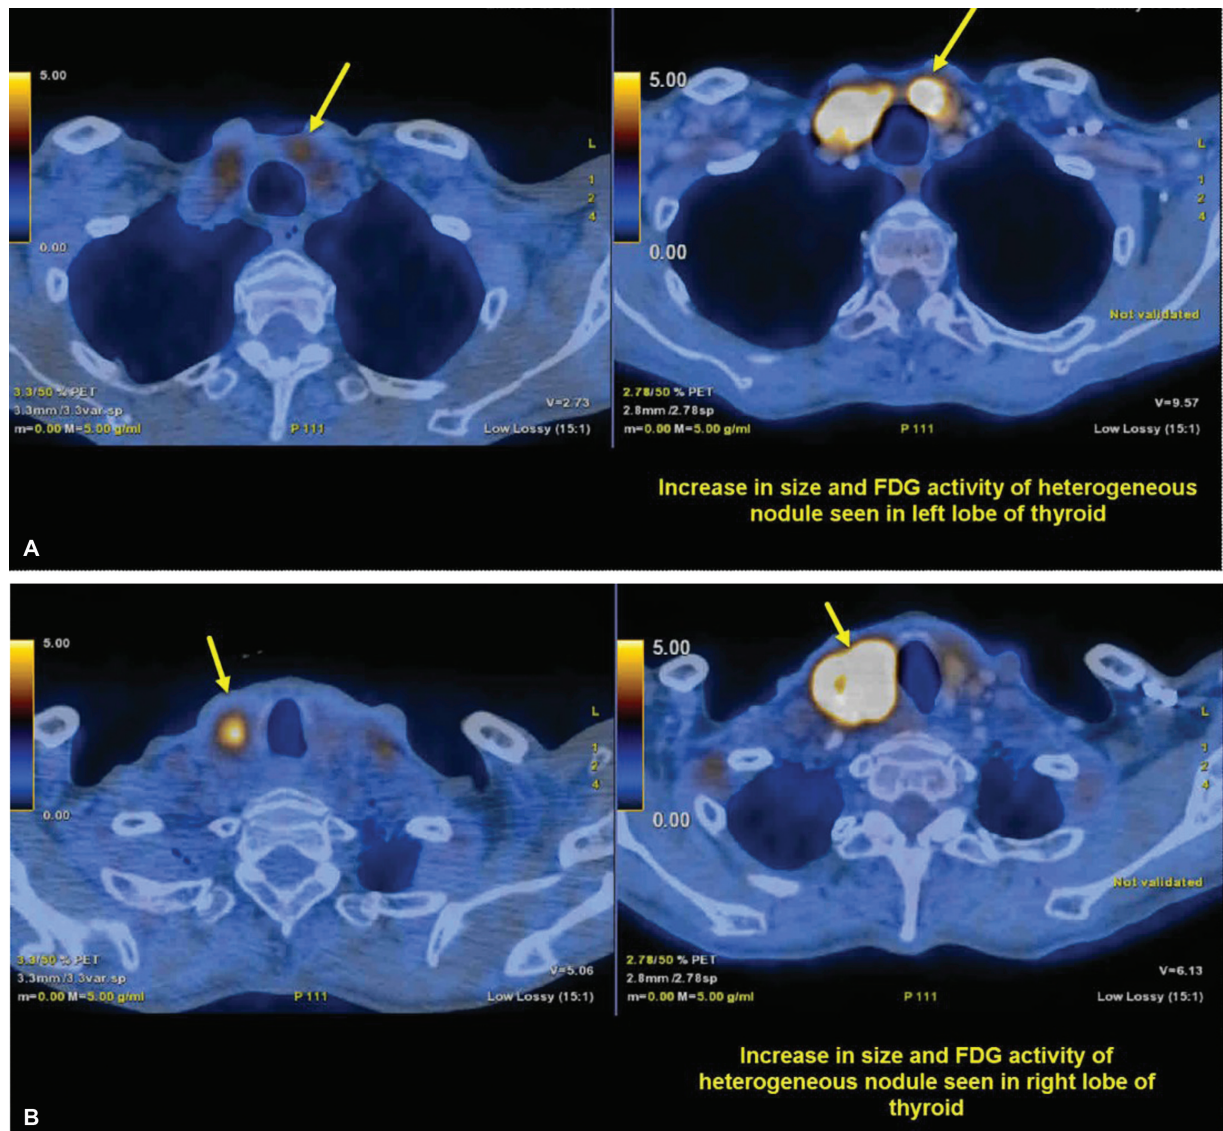 5.00
0.00
L
1
2
4
3.3/50 % PET
3.3mm /3.3var.sp
m=0.00 M=5.00 g/ml
P 111
V=2.73
Low Lossy (15:1)
5.00
0.00
L
1
2
4
Not validated
2.78/50 % PET
2.8mm /2.78sp
m=0.00 M=5.00 g/ml
P 111
V=9.57
Low Lossy (15:1)
Increase in size and FDG activity of heterogeneous
nodule seen in left lobe of thyroid
A
5.00
0.00
L
1
2
4
3.3/50 % PET
3.3mm /3.3var.sp
m=0.00 M=5.00 g/ml
P 111
V=5.06
Low Lossy (15:1)
5.00
0.00
L
1
2
4
Not validated
2.78/50 % PET
2.8mm /2.78sp
m=0.00 M=5.00 g/ml
P 111
V=6.13
Low Lossy (15:1)
Increase in size and FDG activity of
heterogeneous nodule seen in right lobe of
thyroid
B